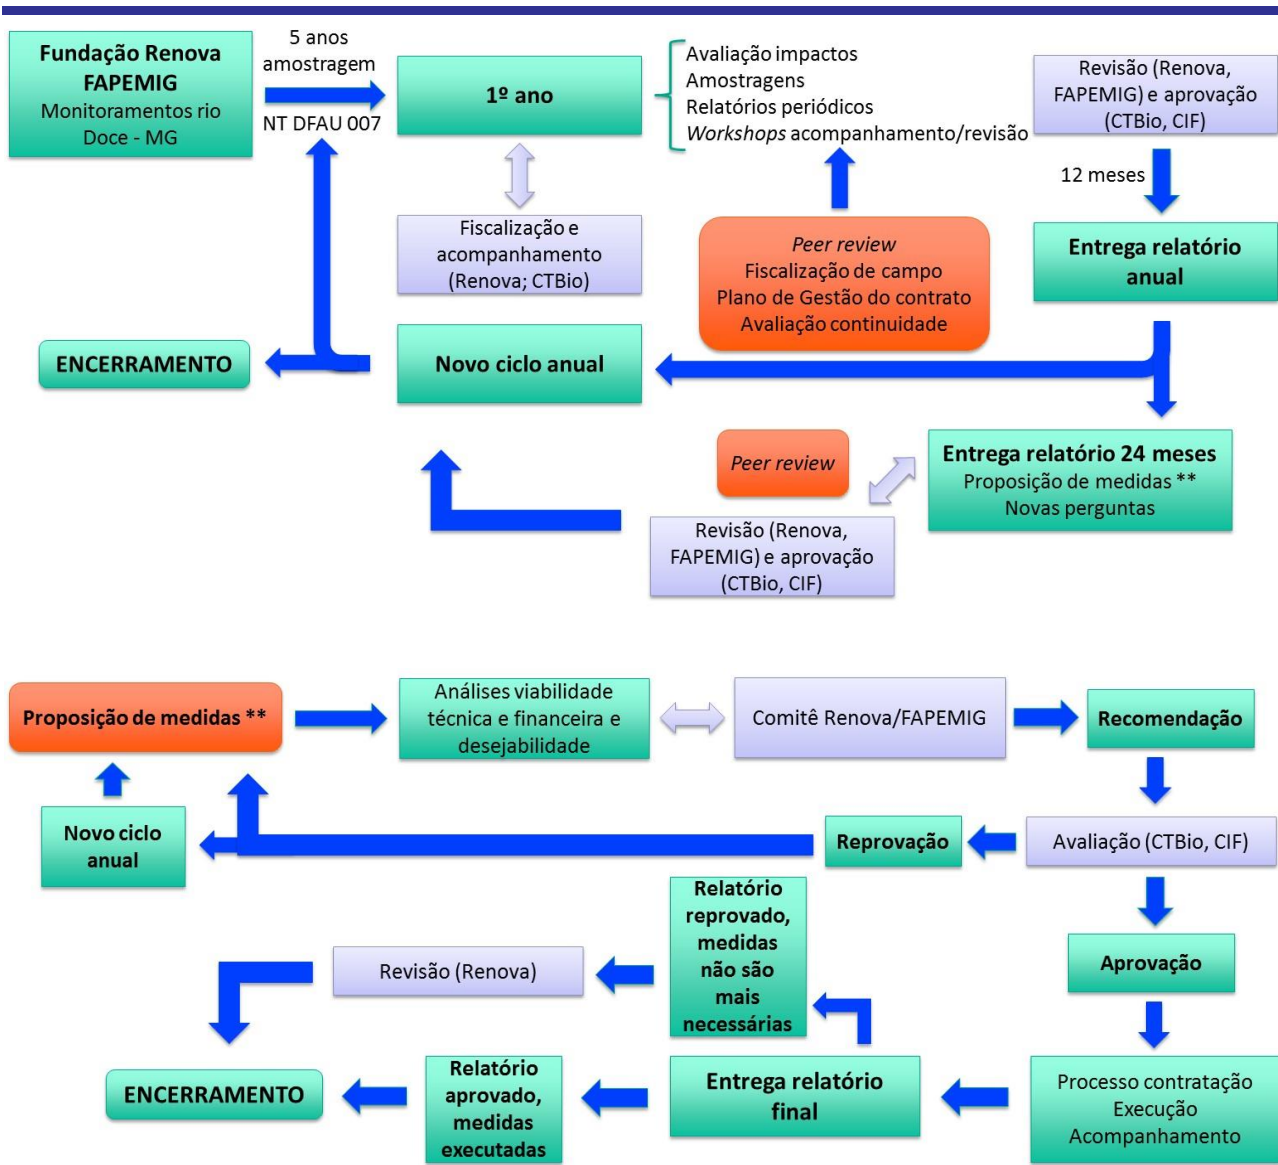 Fundação Renova
FAPEMIG
Monitoramentos rio
Doce - MG
5 anos
amostragem
NT DFAU 007
1º ano
Avaliação impactos
Amostragens
Relatórios periódicos
Workshops acompanhamento/revisão
Revisão (Renova,
FAPEMIG) e aprovação
(CTBio, CIF)
12 meses
Fiscalização e
acompanhamento
(Renova; CTBio)
Peer review
Fiscalização de campo
Plano de Gestão do contrato
Avaliação continuidade
Entrega relatório
anual
ENCERRAMENTO
Novo ciclo anual
Peer review
Entrega relatório 24 meses
Proposição de medidas **
Novas perguntas
Revisão (Renova,
FAPEMIG) e aprovação
(CTBio, CIF)
Proposição de medidas **
Análises viabilidade
técnica e financeira e
desejabilidade
Comitê Renova/FAPEMIG
Recomendação
Novo ciclo
anual
Reprovação
Avaliação (CTBio, CIF)
Relatório
reprovado,
medidas
não são
mais
necessárias
Revisão (Renova)
Aprovação
ENCERRAMENTO
Relatório
aprovado,
medidas
executadas
Entrega relatório
final
Processo contratação
Execução
Acompanhamento